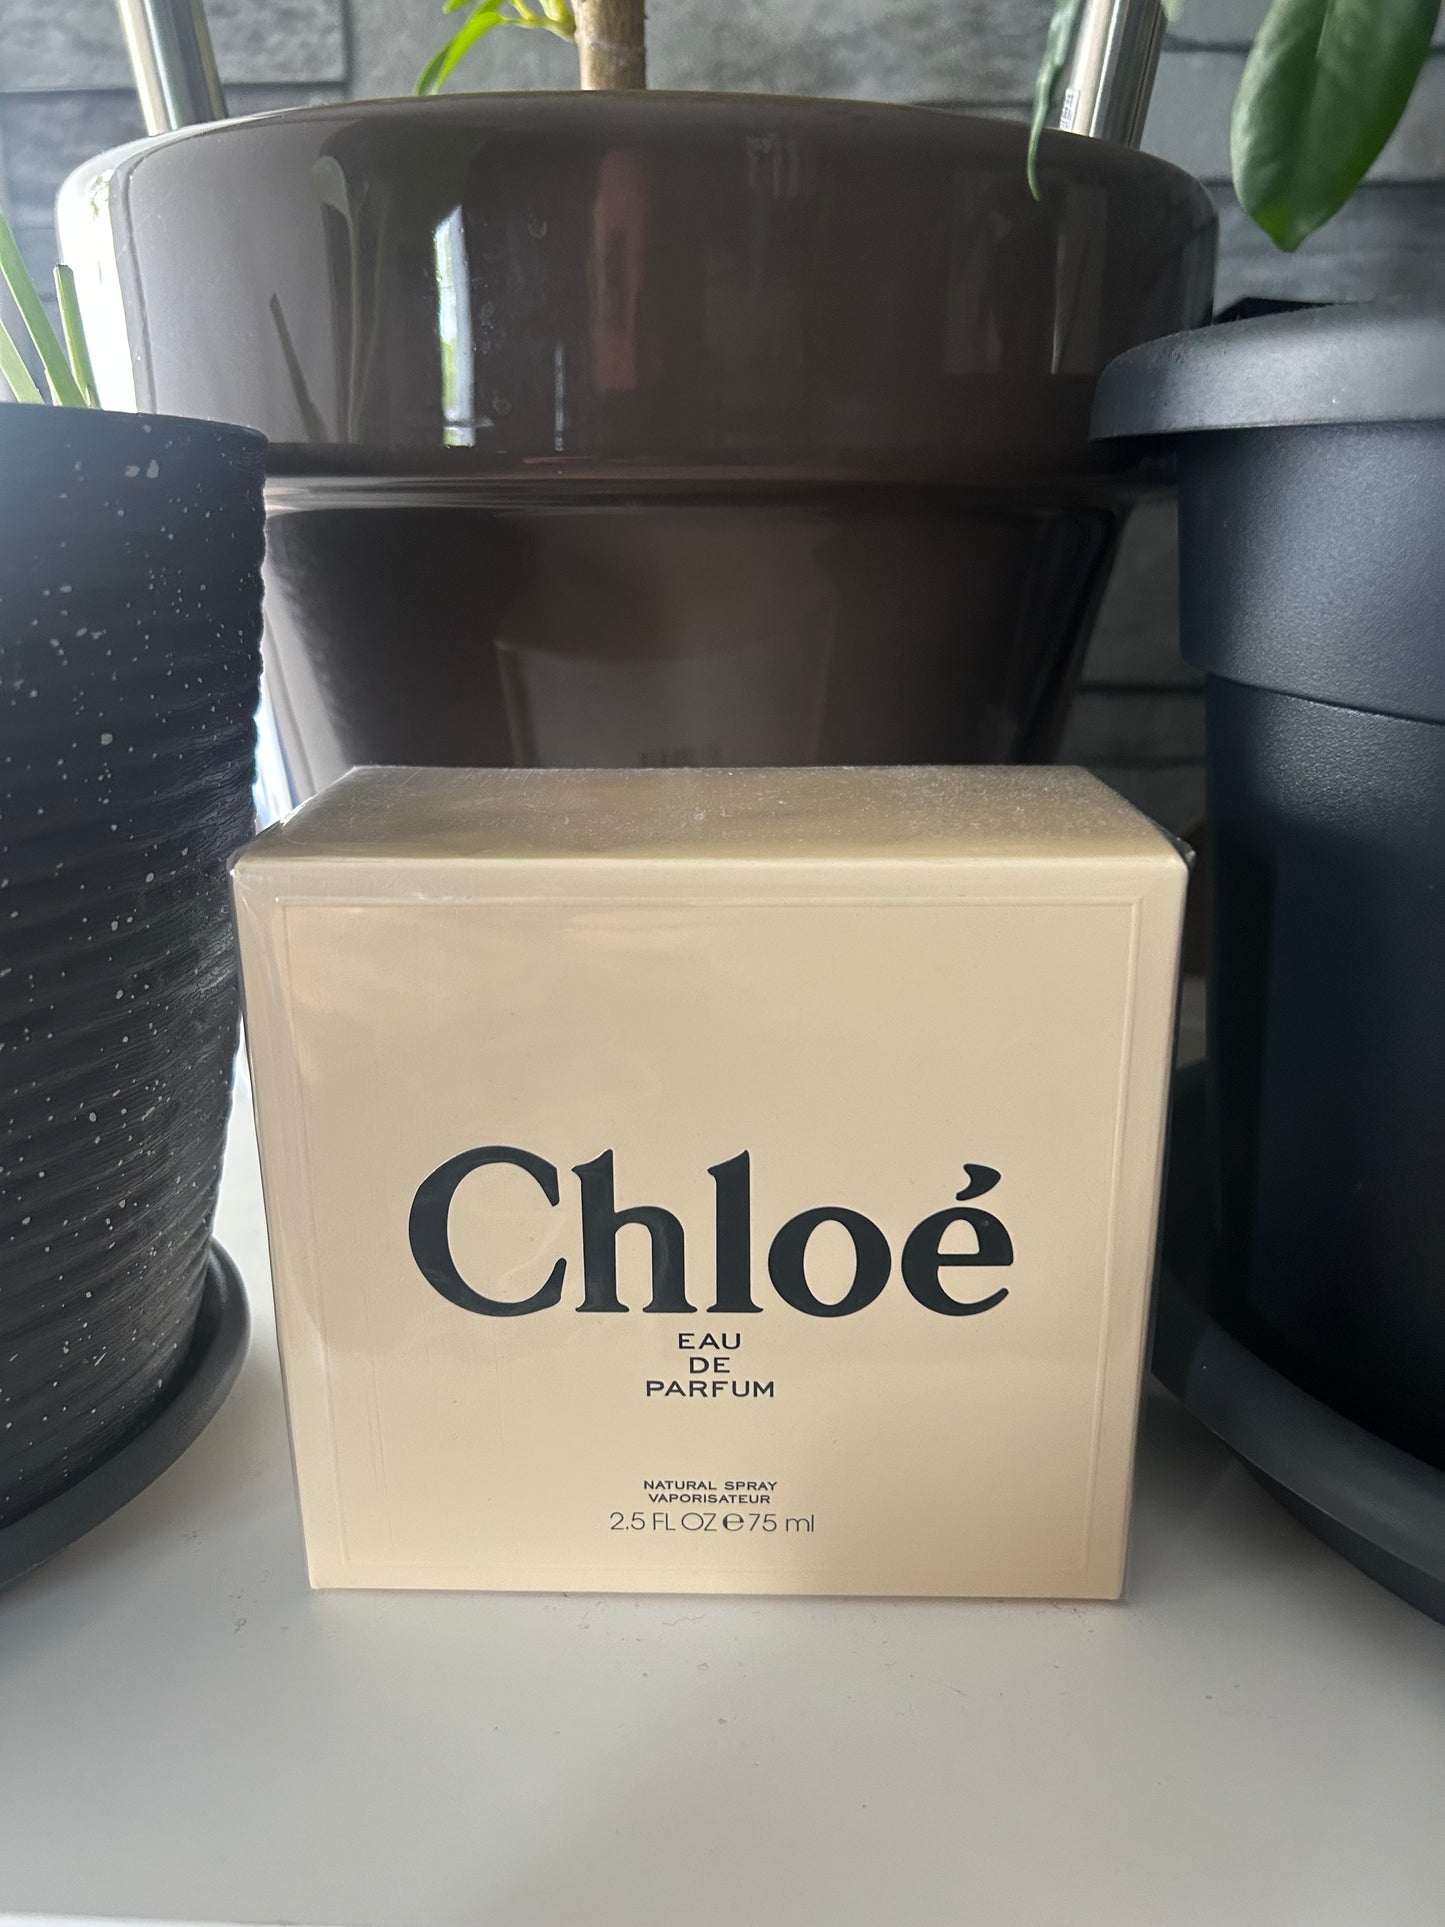 Chloé
EAU
DE
PARFUM
NATURAL SPRAY
VAPORISATEUR
2.5 FL OZ ℮ 75 ml